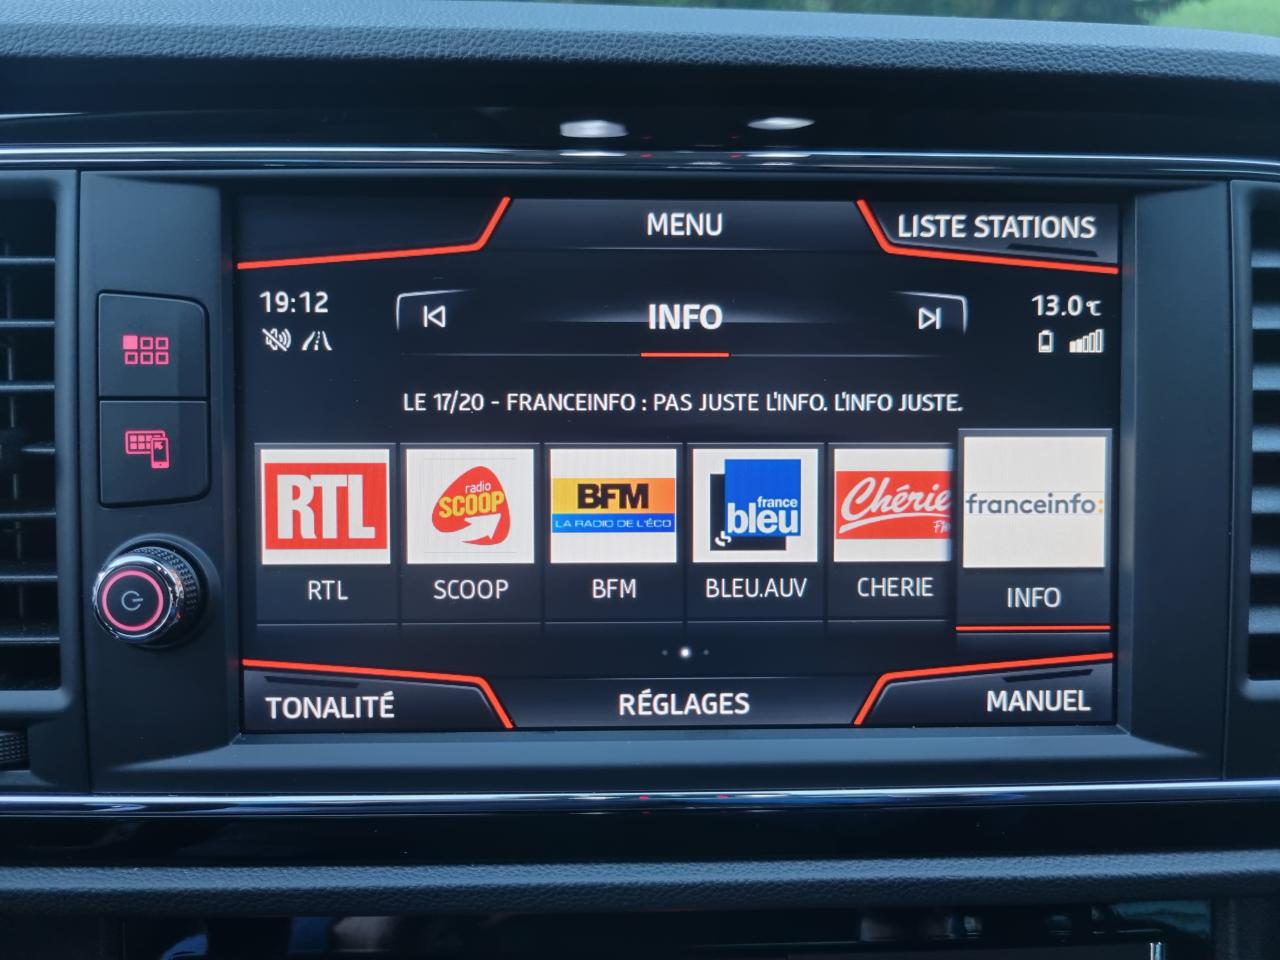 MENU
LISTE STATIONS
19:12
INFO
13.0°C
LE 17/20 - FRANCEINFO : PAS JUSTE L'INFO. L'INFO JUSTE.
RTL
radio
SCOOP
BFM
LA RADIO DE L'ÉCO
france
bleu
Chérie
FM
franceinfo:
RTL
SCOOP
BFM
BLEU.AUV
CHERIE
INFO
TONALITÉ
RÉGLAGES
MANUEL